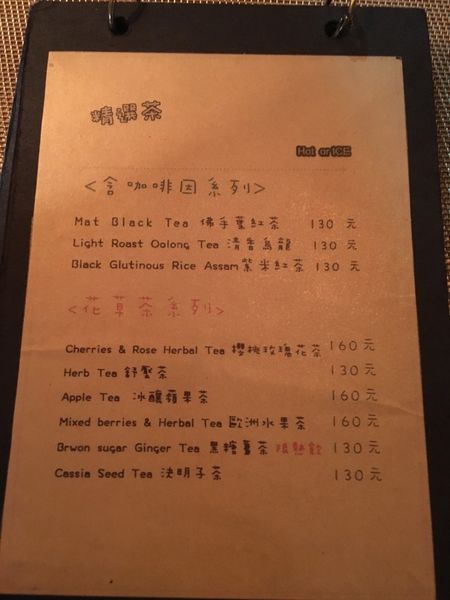 精選茶
Hot or ICE
<含咖啡因系列>
Mat Black Tea 佛手葉紅茶 130 元
Light Roast Oolong Tea 清香烏龍 130 元
Black Glutinous Rice Assam 紫米紅茶 130 元
<花草茶系列>
Cherries & Rose Herbal Tea 櫻桃玫瑰花茶 160 元
Herb Tea 舒壓茶 130 元
Apple Tea 冰釀蘋果茶 160 元
Mixed berries & Herbal Tea 歐洲水果茶 160 元
Brwon sugar Ginger Tea 黑糖薑茶 限熱飲 130 元
Cassia Seed Tea 決明子茶 130 元